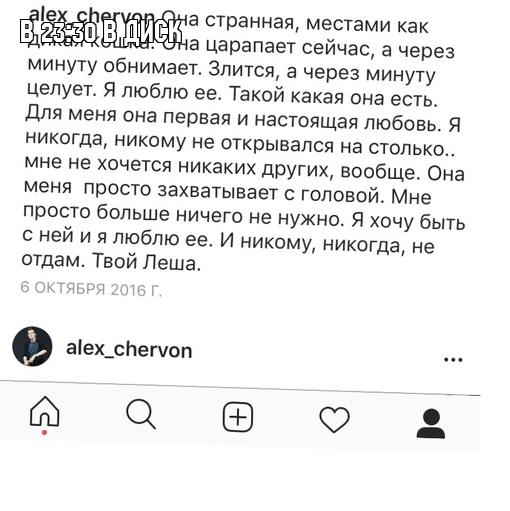 alex_chervon Она странная, местами как
В 23:30 В ДИСК
дикая кошка. Она царапает сейчас, а через
минуту обнимает. Злится, а через минуту
целует. Я люблю ее. Такой какая она есть.
Для меня она первая и настоящая любовь. Я
никогда, никому не открывался на столько..
мне не хочется никаких других, вообще. Она
меня просто захватывает с головой. Мне
просто больше ничего не нужно. Я хочу быть
с ней и я люблю ее. И никому, никогда, не
отдам. Твой Леша.
6 ОКТЯБРЯ 2016 Г.
alex_chervon